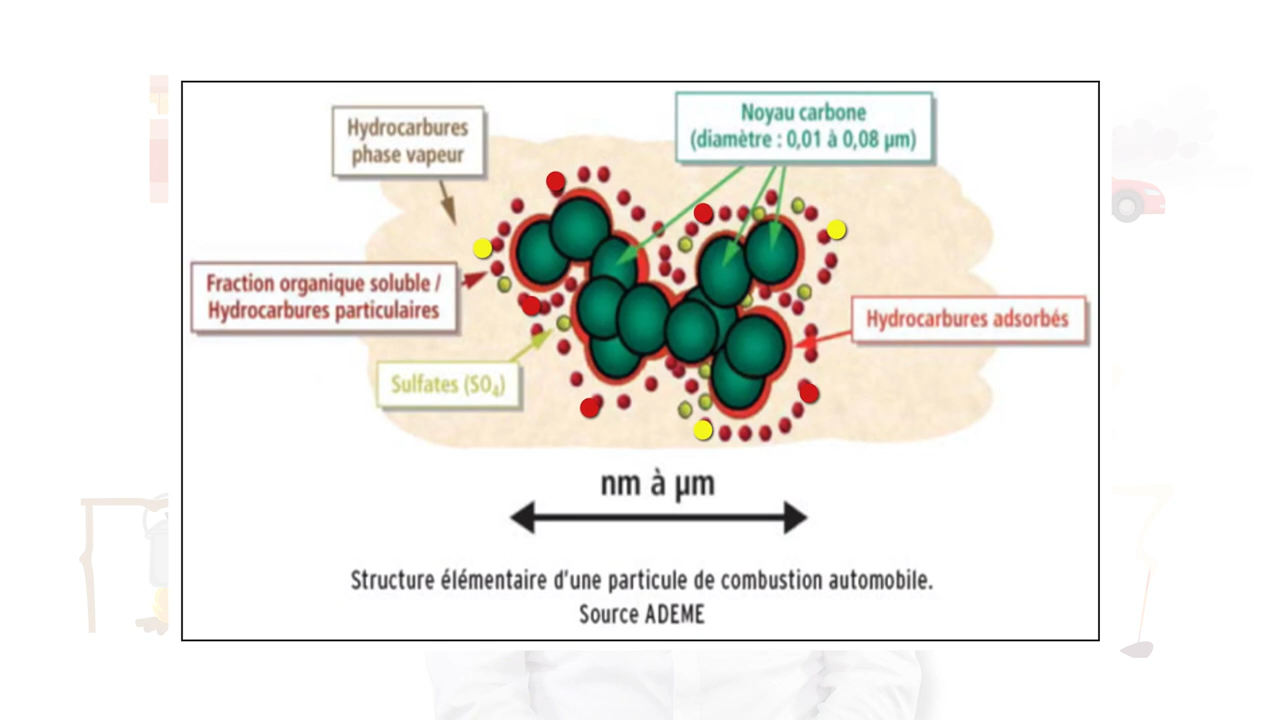 Hydrocarbures
phase vapeur
Noyau carbone
(diamètre : 0,01 à 0,08 µm)
Fraction organique soluble /
Hydrocarbures particulaires
Hydrocarbures adsorbés
Sulfates (SO₄)
nm à µm
Structure élémentaire d'une particule de combustion automobile.
Source ADEME